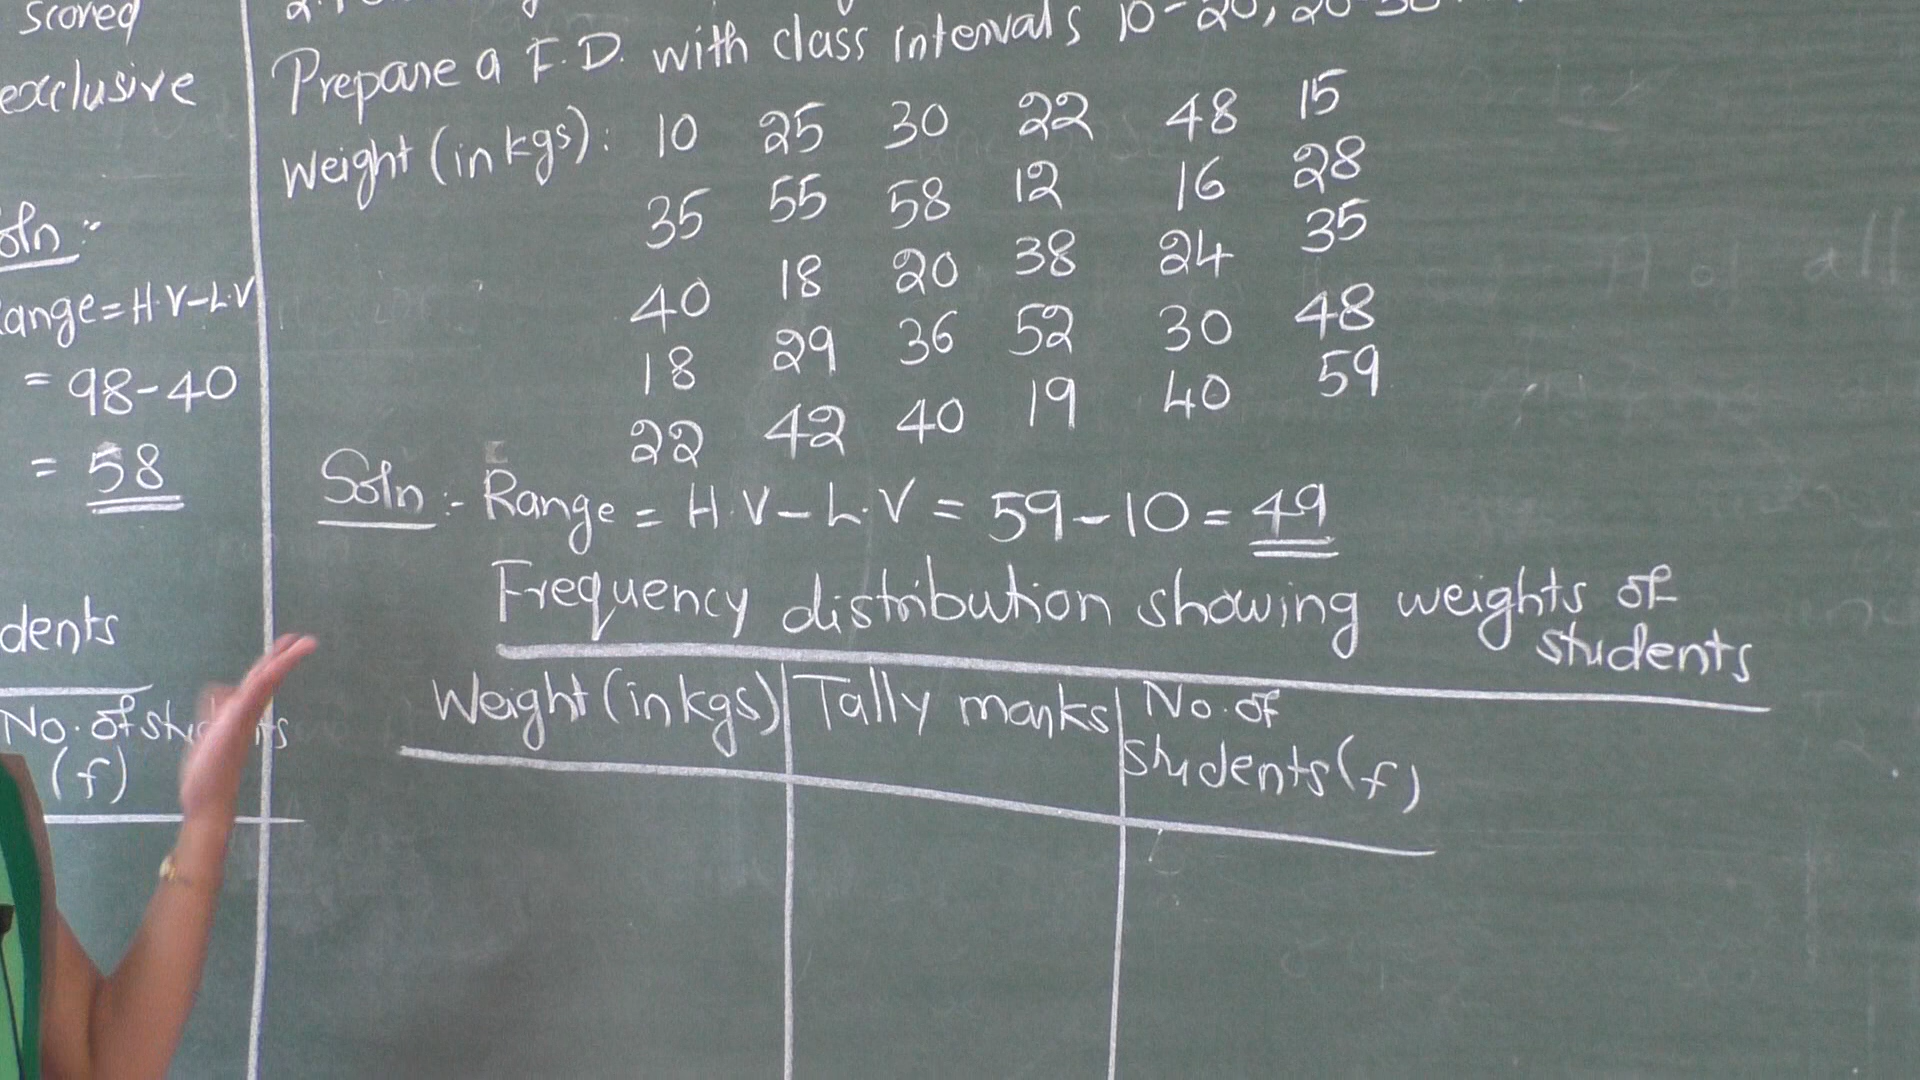 scored
exclusive
Soln :-
Range = H.V-L.V
= 98-40
= 58
dents
No. of students
(f)
Prepare a F.D. with class intervals 10-20, 20-30
Weight (in kgs): 10 25 30 22 48 15
35 55 58 12 16 28
40 18 20 38 24 35
18 29 36 52 30 48
22 42 40 19 40 59
Soln :- Range = H.V-L.V = 59-10 = 49
Frequency distribution showing weights of
students
Weight (in kgs) Tally marks No. of
students (f)